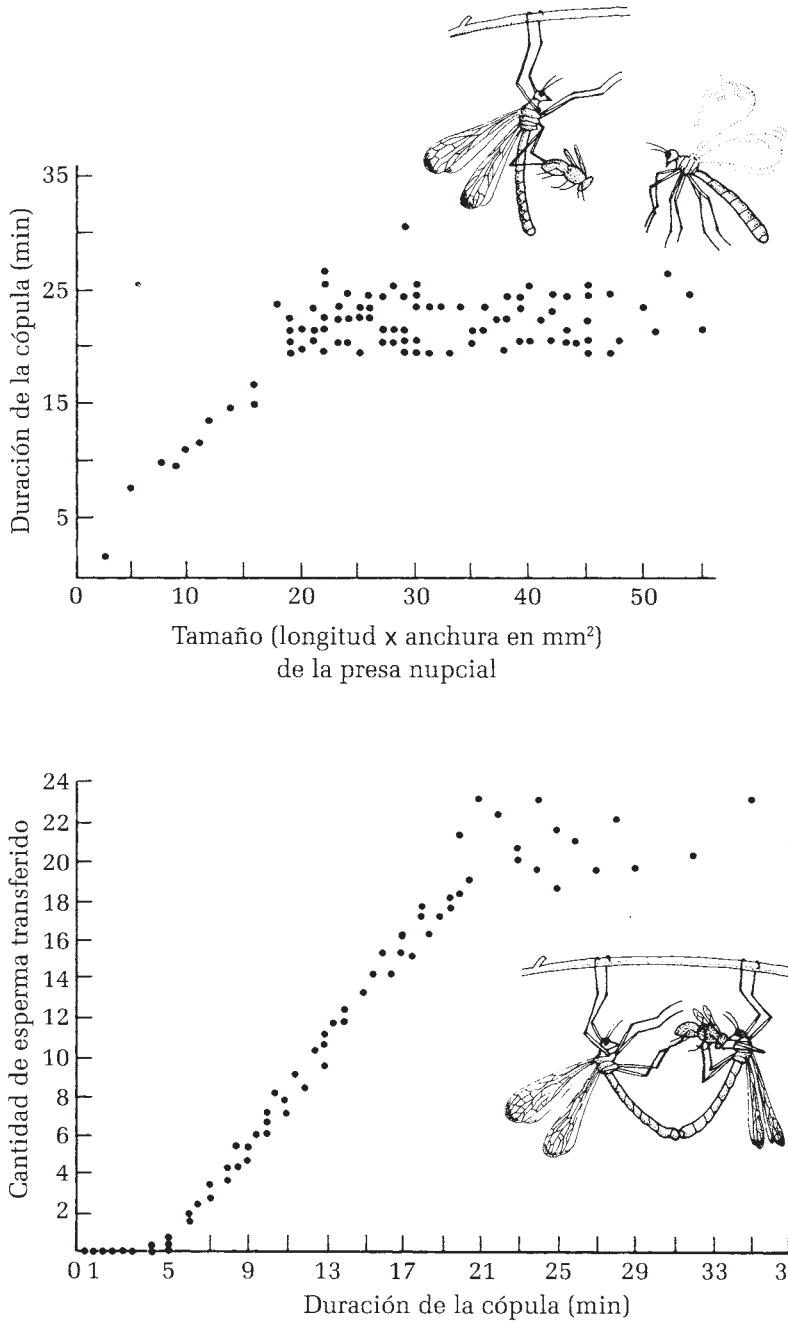 Duración de la cópula (min)
35
25
15
5
0 10 20 30 40 50
Tamaño (longitud x anchura en mm²)
de la presa nupcial
Cantidad de esperma transferido
24
22
20
18
16
14
12
10
8
6
4
2
0 1 5 9 13 17 21 25 29 33
Duración de la cópula (min)